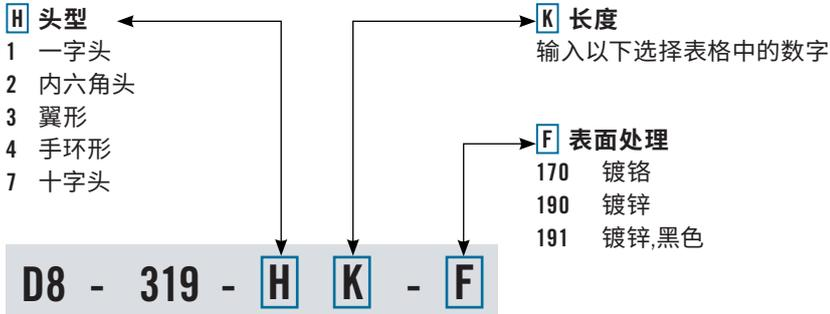 H 头型
1 一字头
2 内六角头
3 翼形
4 手环形
7 十字头
K 长度
输入以下选择表格中的数字
F 表面处理
170 镀铬
190 镀锌
191 镀锌,黑色
D8 - 319 - H K - F